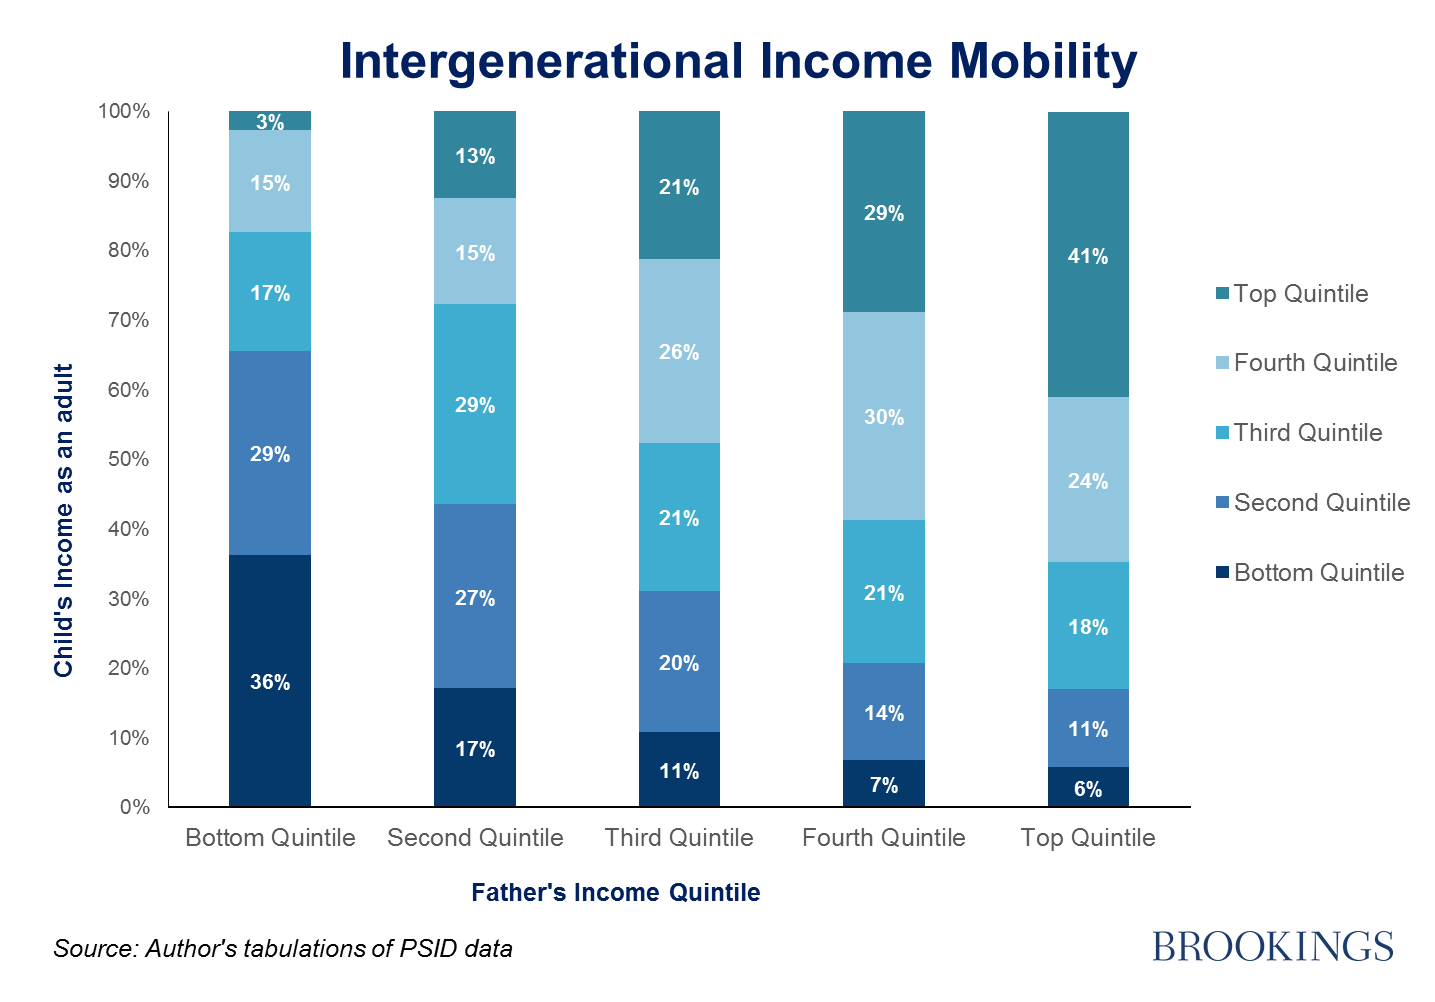 Intergenerational Income Mobility
100%
90%
80%
70%
60%
50%
40%
30%
20%
10%
0%
Child's Income as an adult
3%
15%
17%
29%
36%
13%
15%
29%
27%
17%
21%
26%
21%
20%
11%
29%
30%
21%
14%
7%
41%
24%
18%
11%
6%
Top Quintile
Fourth Quintile
Third Quintile
Second Quintile
Bottom Quintile
Bottom Quintile
Second Quintile
Third Quintile
Fourth Quintile
Top Quintile
Father's Income Quintile
Source: Author's tabulations of PSID data
BROOKINGS